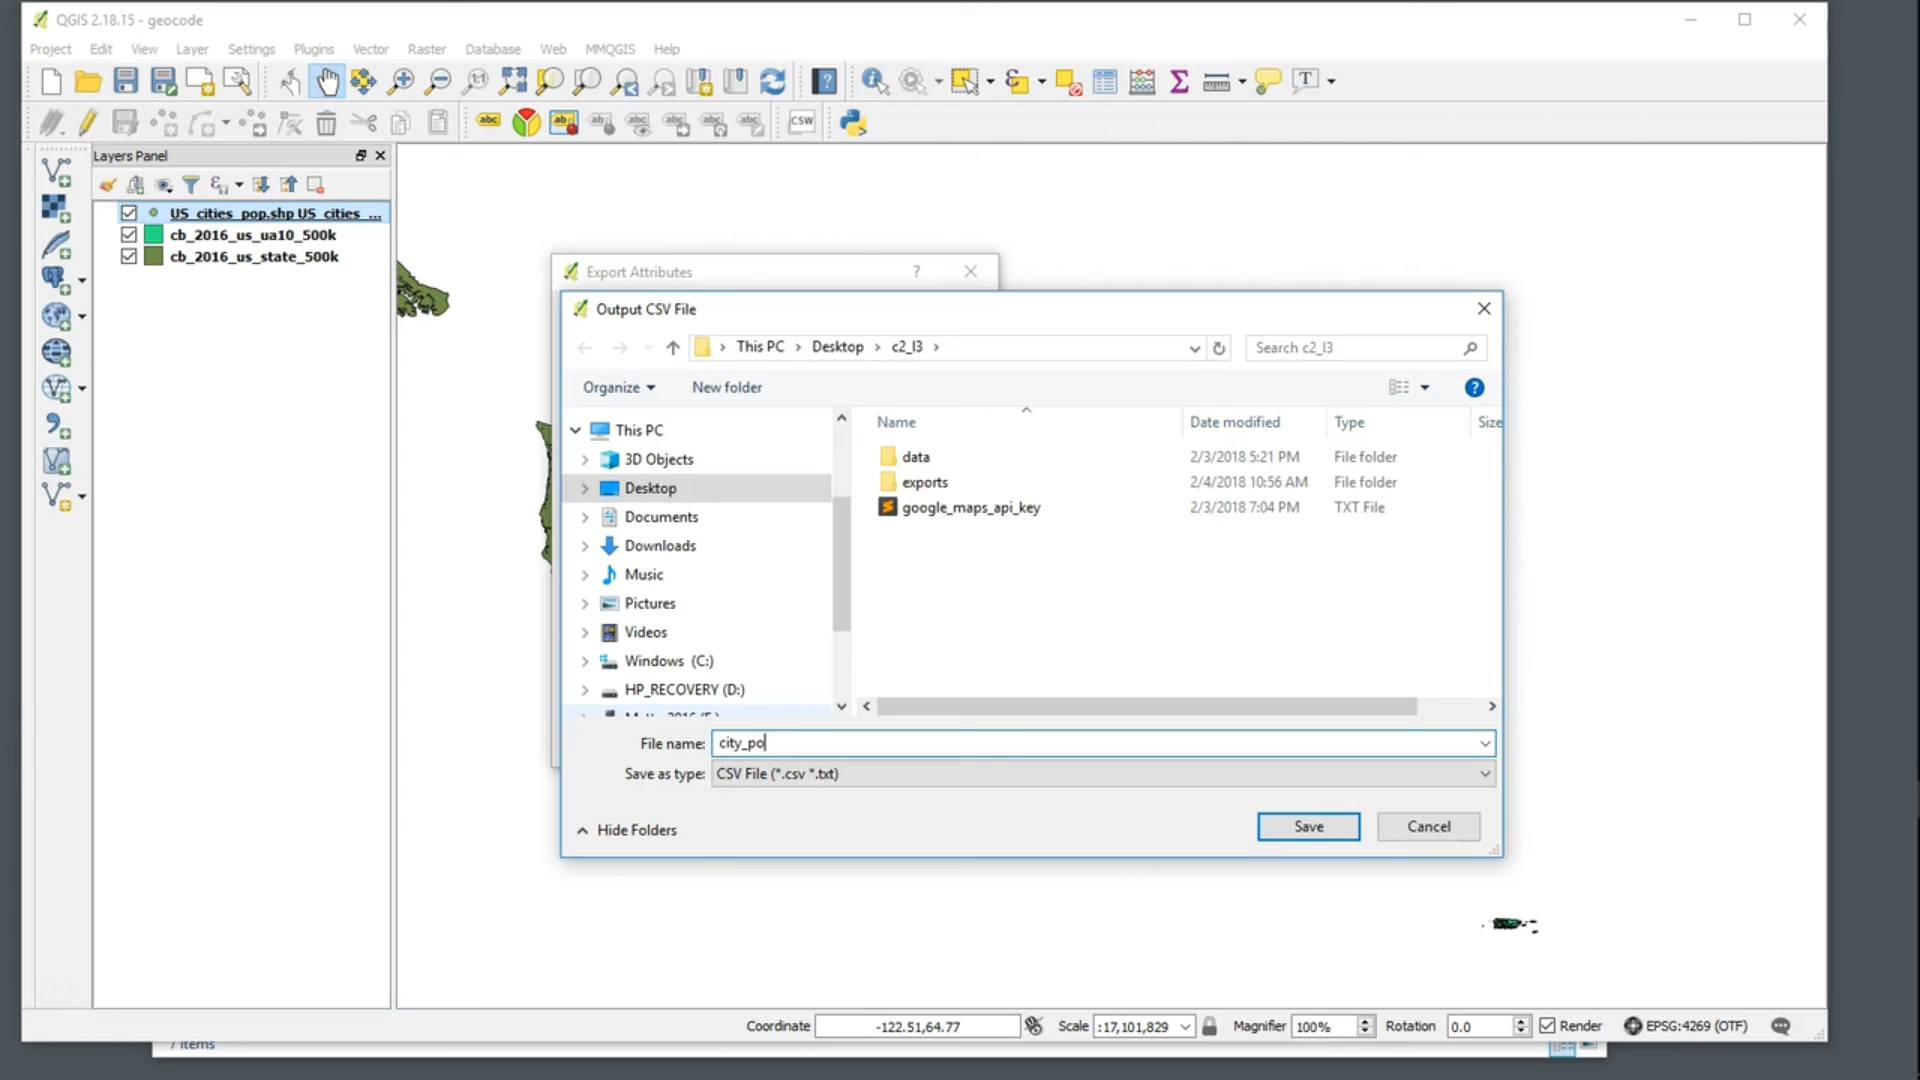 QGIS 2.18.15 - geocode
Project Edit View Layer Settings Plugins Vector Raster Database Web MMQGIS Help
CSW
Layers Panel
US_cities_pop.shp US_cities_...
cb_2016_us_ua10_500k
cb_2016_us_state_500k
Export Attributes
Output CSV File
This PC > Desktop > c2_l3 >
Search c2_l3
Organize New folder
Name Date modified Type Size
This PC
3D Objects
Desktop
Documents
Downloads
Music
Pictures
Videos
Windows (C:)
HP_RECOVERY (D:)
data 2/3/2018 5:21 PM File folder
exports 2/4/2018 10:56 AM File folder
google_maps_api_key 2/3/2018 7:04 PM TXT File
File name: city_po
Save as type: CSV File (*.csv *.txt)
Hide Folders
Save Cancel
Coordinate -122.51,64.77 Scale :17,101,829 Magnifier 100% Rotation 0.0 Render EPSG:4269 (OTF)
7 items